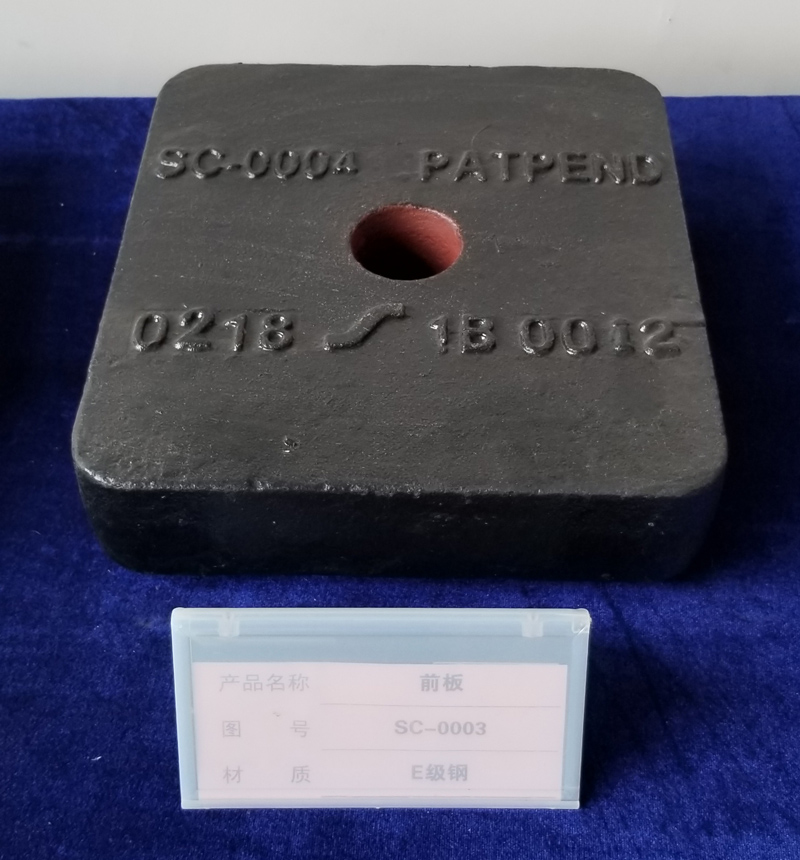 SC-0004 PATPEND
0218 1B 0012
产品名称 前板
图号 SC-0003
材质 E级钢